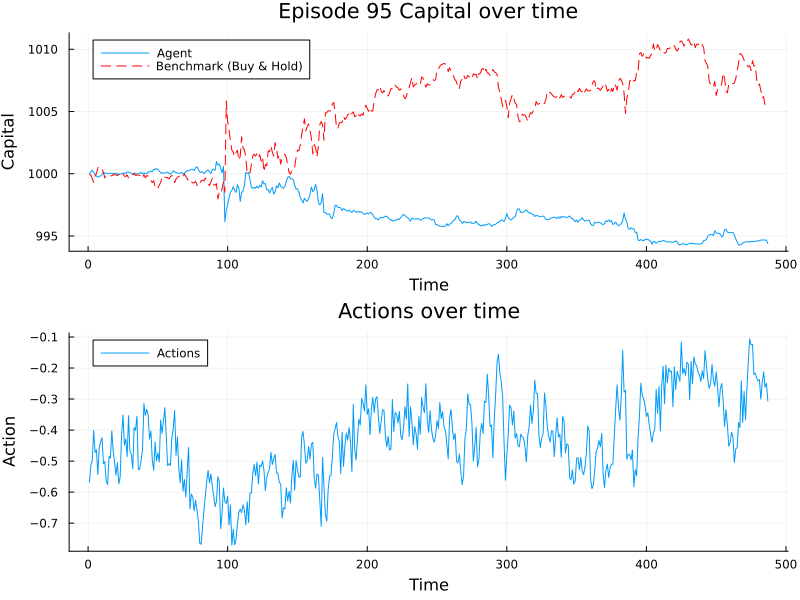 Episode 95 Capital over time
Capital
1010
1005
1000
995
Agent
Benchmark (Buy & Hold)
0 100 200 300 400 500
Time
Actions over time
Action
−0.1
−0.2
−0.3
−0.4
−0.5
−0.6
−0.7
Actions
0 100 200 300 400 500
Time